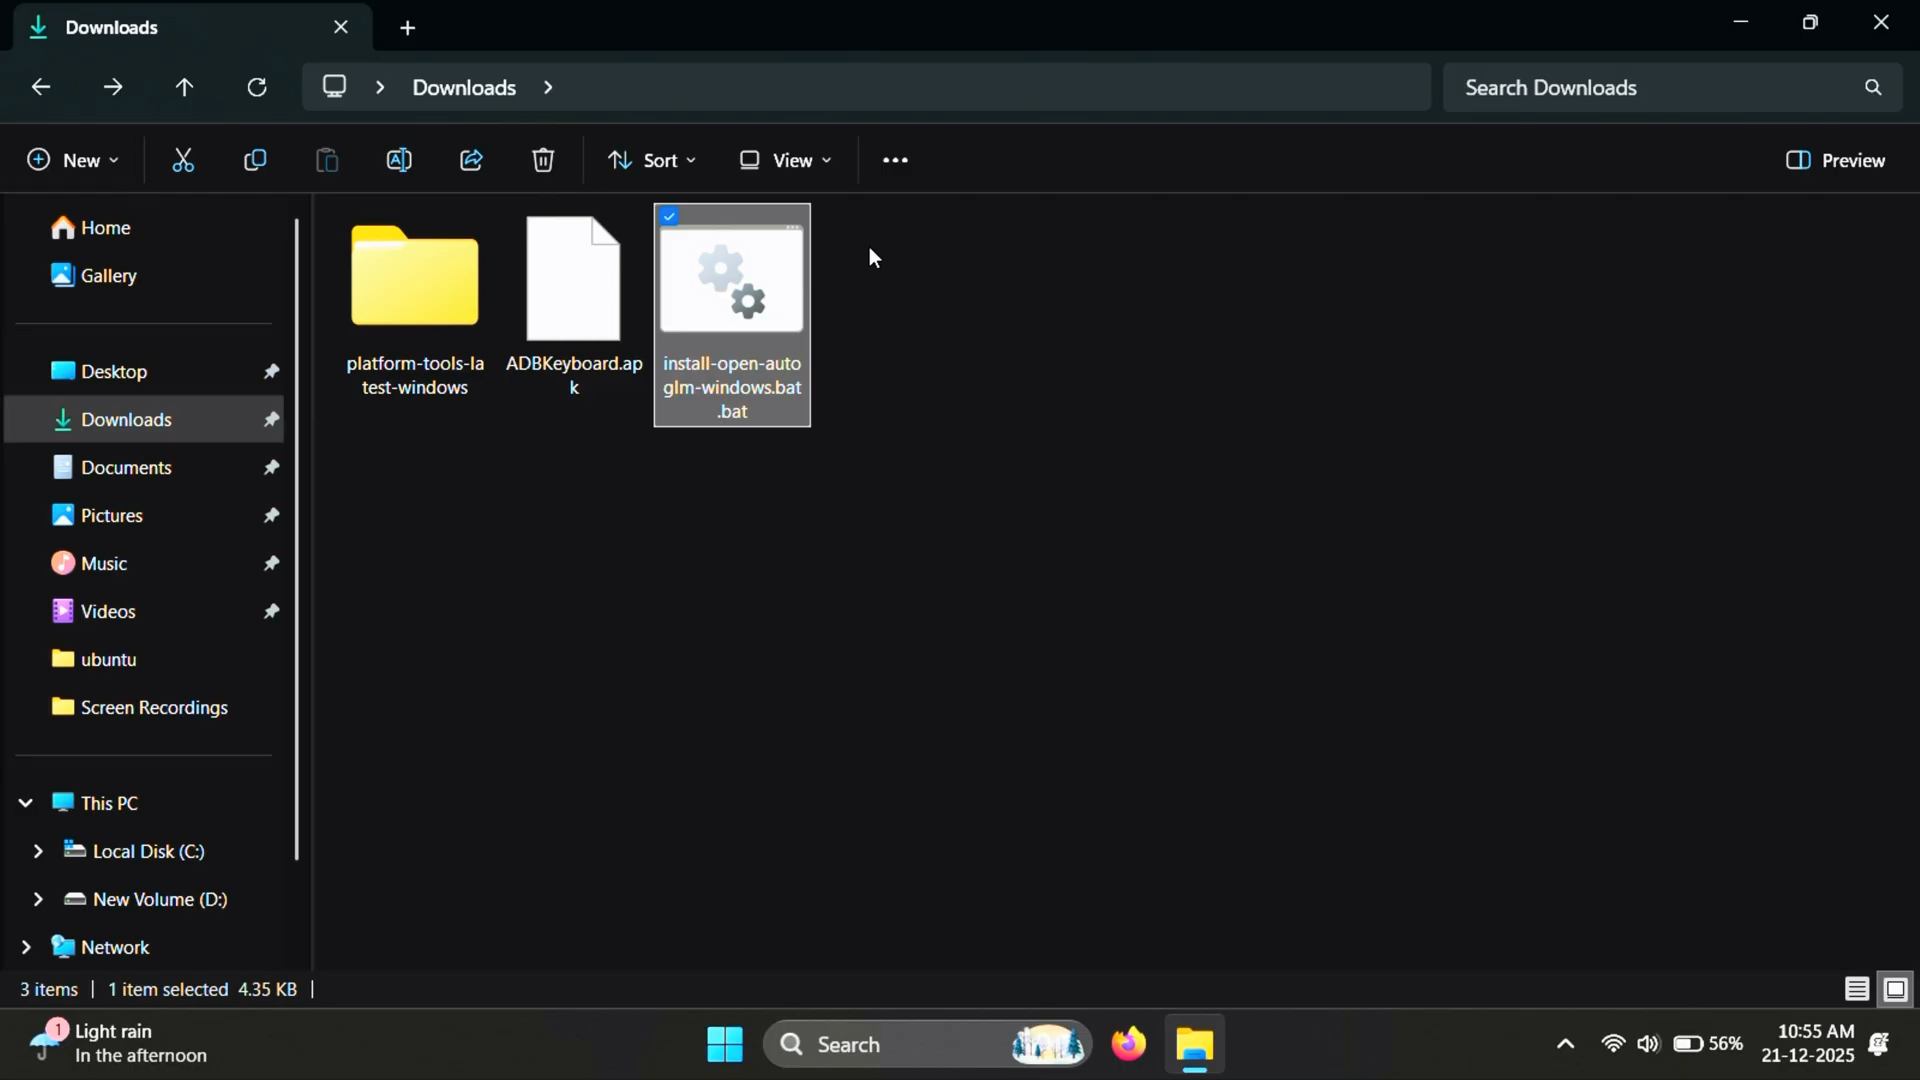 Downloads
Downloads
Search Downloads
New
Sort
View
Preview
Home
Gallery
Desktop
Downloads
Documents
Pictures
Music
Videos
ubuntu
Screen Recordings
This PC
Local Disk (C:)
New Volume (D:)
Network
platform-tools-la
test-windows
ADBKeyboard.ap
k
install-open-auto
glm-windows.bat
.bat
3 items
1 item selected 4.35 KB
1
Light rain
In the afternoon
Search
56%
10:55 AM
21-12-2025